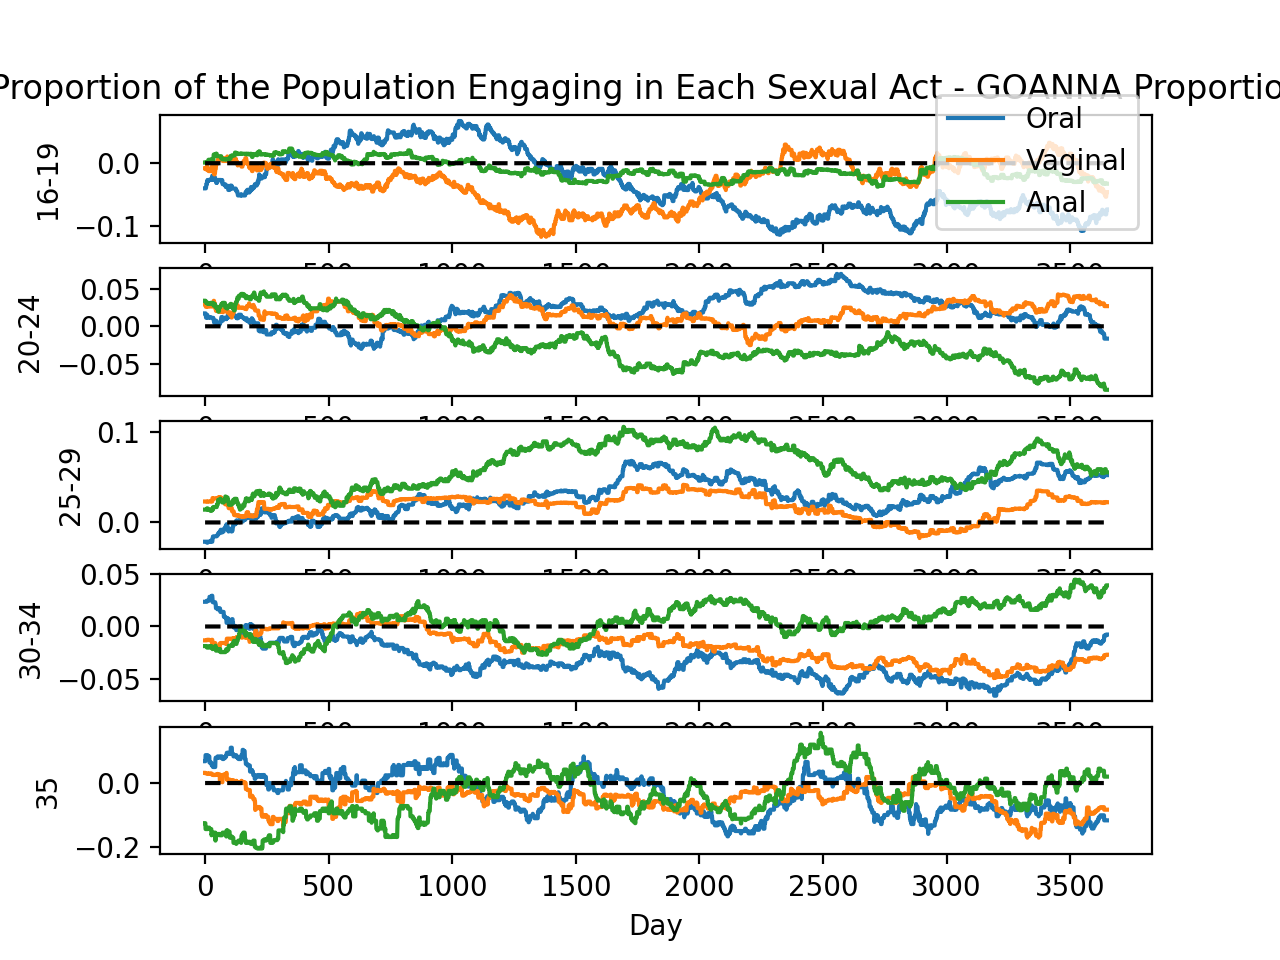 Proportion of the Population Engaging in Each Sexual Act - GOANNA Proportio
Oral
Vaginal
Anal
16-19
0.0
−0.1
20-24
0.05
0.00
−0.05
25-29
0.1
0.0
30-34
0.05
0.00
−0.05
35
0.0
−0.2
0 500 1000 1500 2000 2500 3000 3500
Day